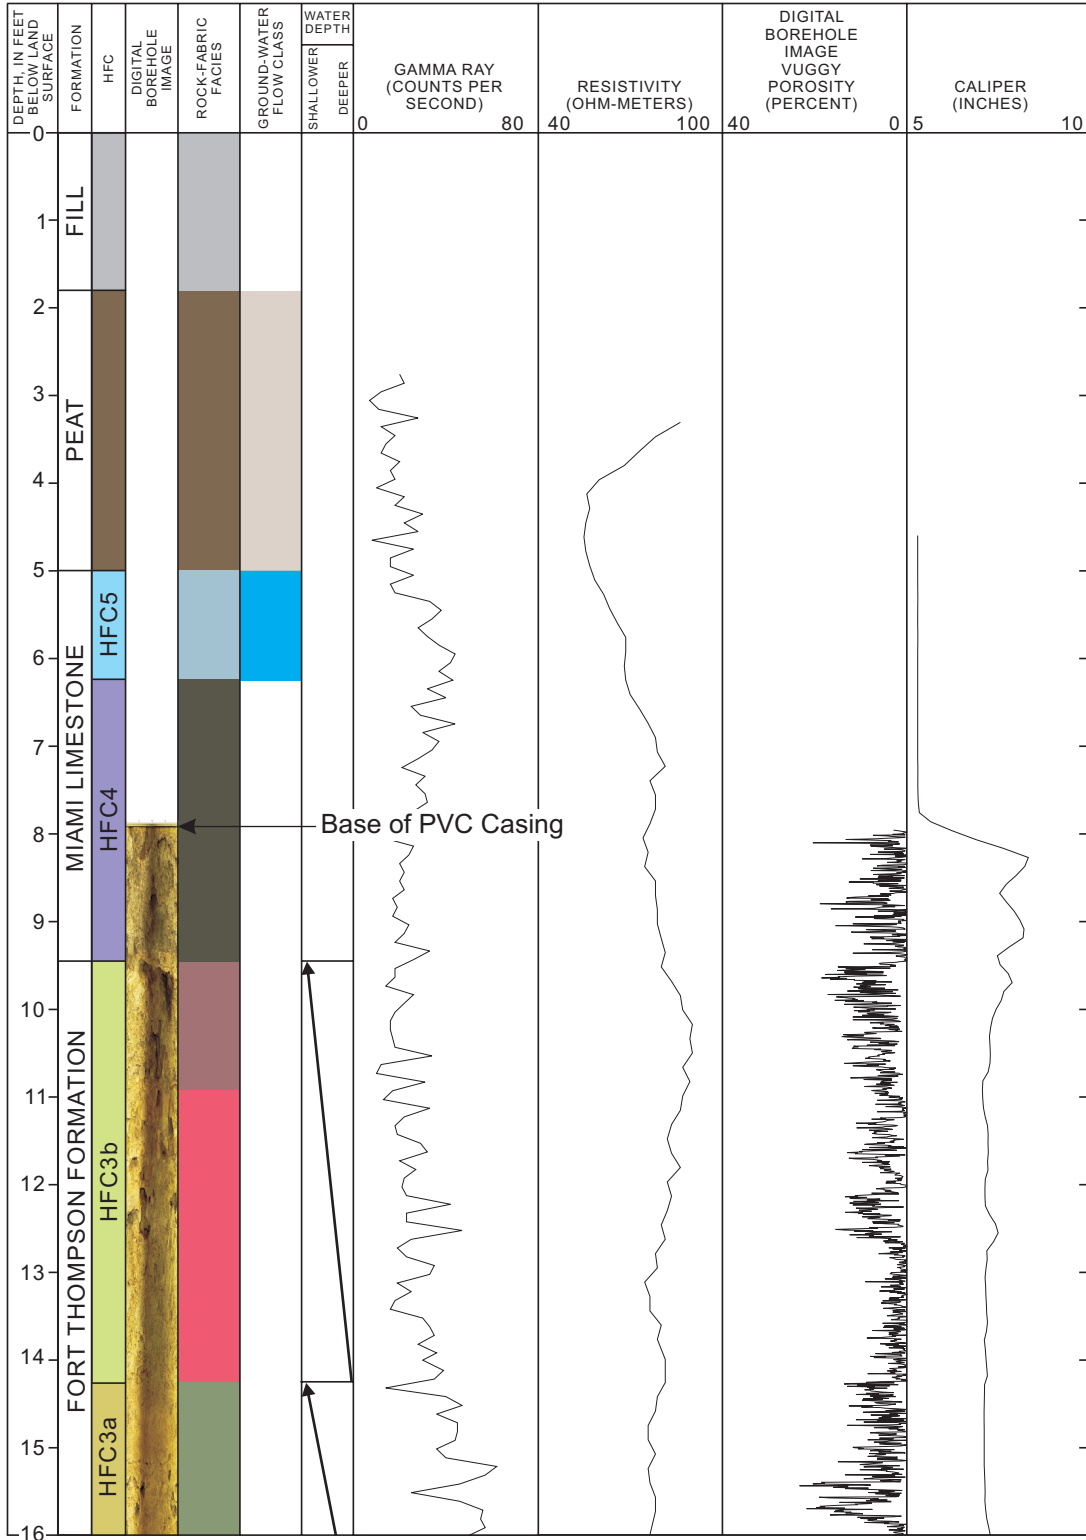 DEPTH, IN FEET
BELOW LAND
SURFACE
FORMATION
HFC
DIGITAL
BOREHOLE
IMAGE
ROCK-FABRIC
FACIES
GROUND-WATER
FLOW CLASS
WATER
DEPTH
SHALLOWER
DEEPER
GAMMA RAY
(COUNTS PER
SECOND)
0 80
RESISTIVITY
(OHM-METERS)
40 100
DIGITAL
BOREHOLE
IMAGE
VUGGY
POROSITY
(PERCENT)
40 0
CALIPER
(INCHES)
5 10
0
1
2
3
4
5
6
7
8
9
10
11
12
13
14
15
16
FILL
PEAT
MIAMI LIMESTONE
FORT THOMPSON FORMATION
HFC5
HFC4
HFC3b
HFC3a
Base of PVC Casing